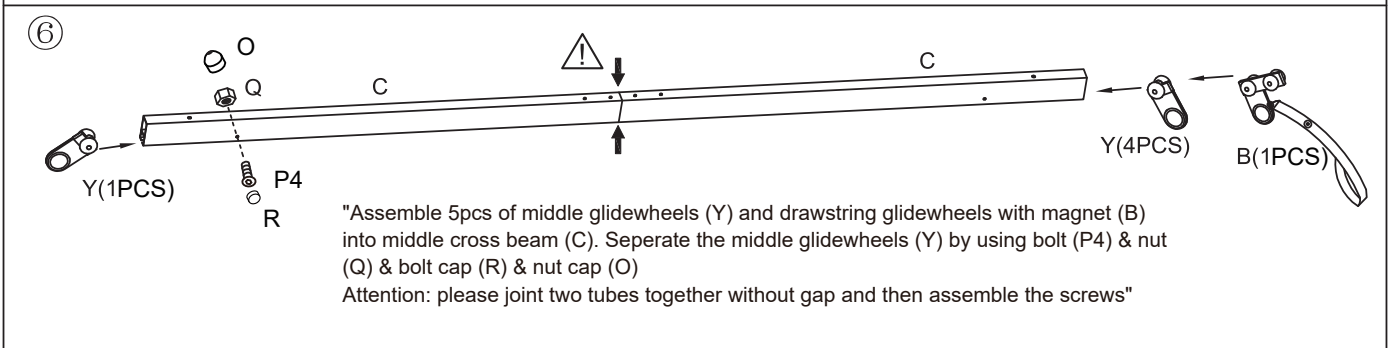 ⑥
O
Q
C
C
Y(1PCS)
P4
R
Y(4PCS)
B(1PCS)
"Assemble 5pcs of middle glidewheels (Y) and drawstring glidewheels with magnet (B)
into middle cross beam (C). Seperate the middle glidewheels (Y) by using bolt (P4) & nut
(Q) & bolt cap (R) & nut cap (O)
Attention: please joint two tubes together without gap and then assemble the screws"